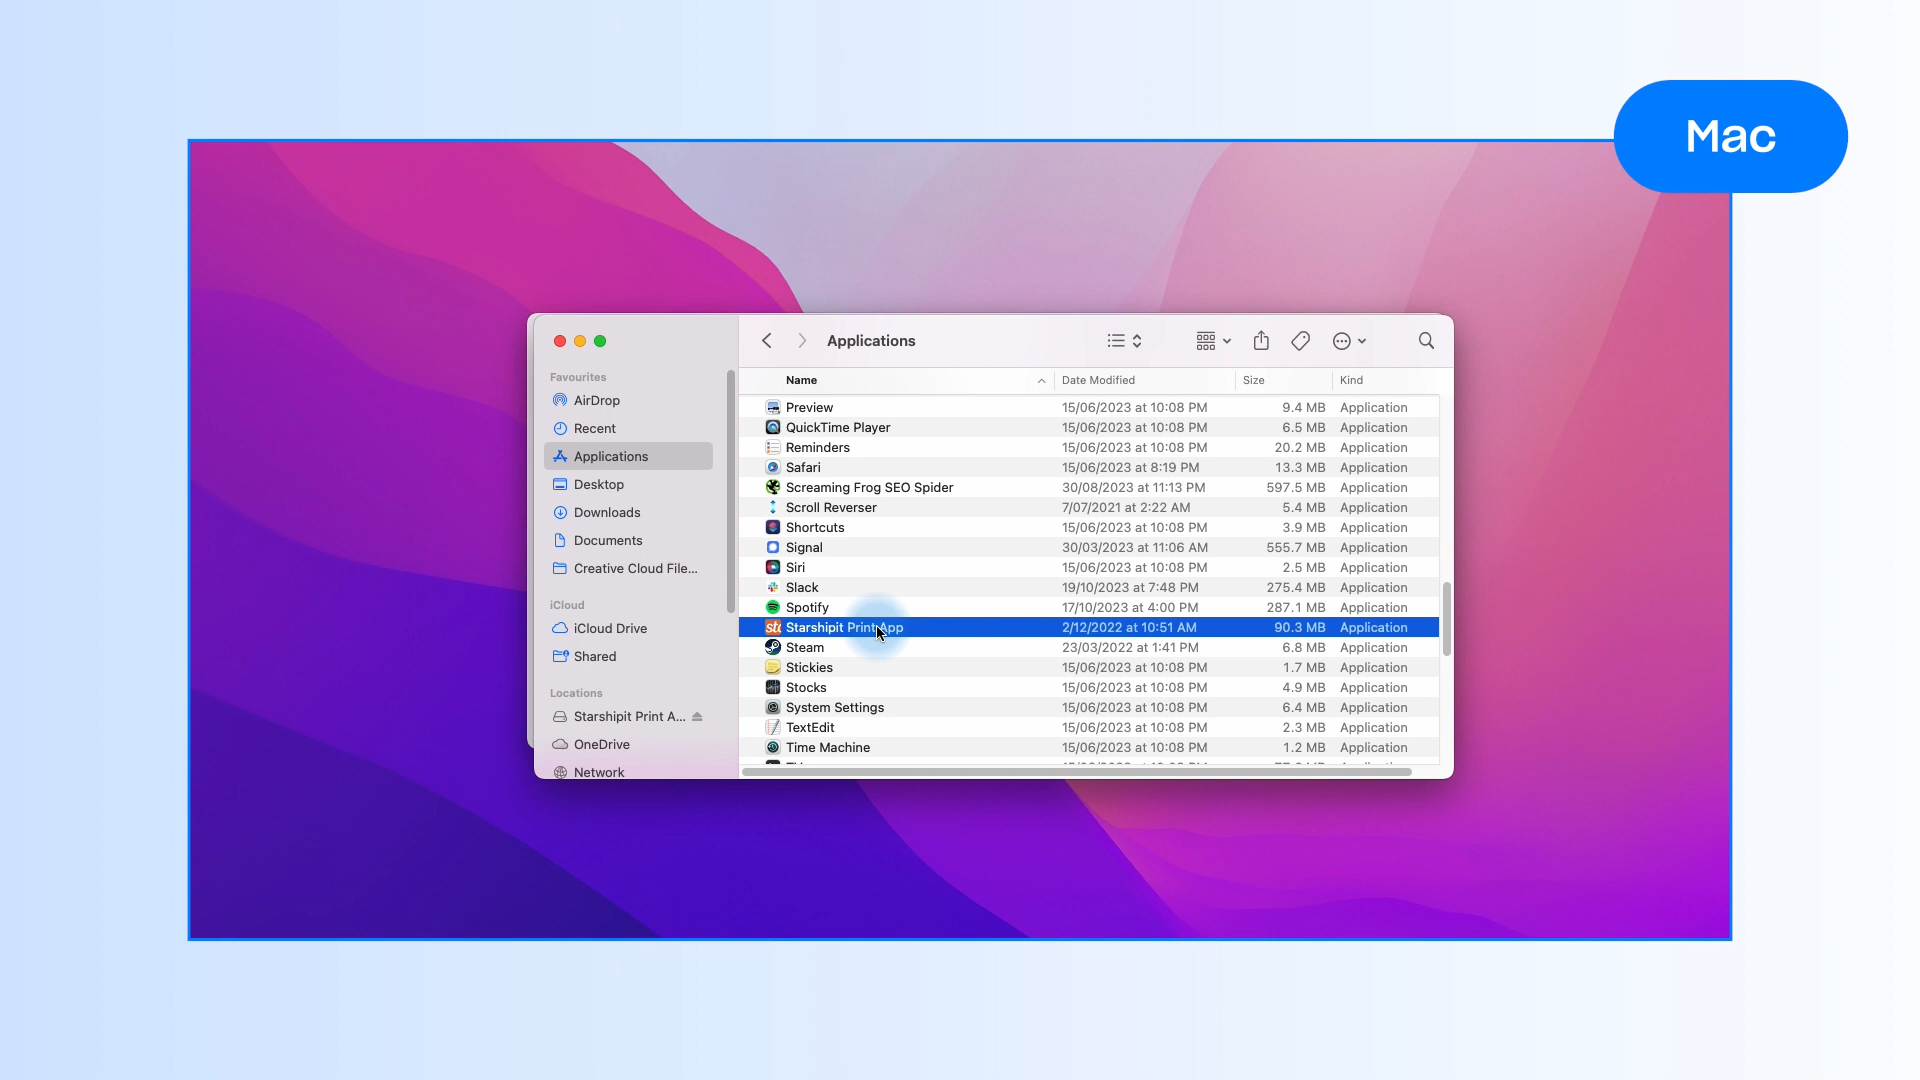 Mac
Applications
Favourites
AirDrop
Recent
Applications
Desktop
Downloads
Documents
Creative Cloud File...
iCloud
iCloud Drive
Shared
Locations
Starshipit Print A...
OneDrive
Network
Name Date Modified Size Kind
Preview 15/06/2023 at 10:08 PM 9.4 MB Application
QuickTime Player 15/06/2023 at 10:08 PM 6.5 MB Application
Reminders 15/06/2023 at 10:08 PM 20.2 MB Application
Safari 15/06/2023 at 8:19 PM 13.3 MB Application
Screaming Frog SEO Spider 30/08/2023 at 11:13 PM 597.5 MB Application
Scroll Reverser 7/07/2021 at 2:22 AM 5.4 MB Application
Shortcuts 15/06/2023 at 10:08 PM 3.9 MB Application
Signal 30/03/2023 at 11:06 AM 555.7 MB Application
Siri 15/06/2023 at 10:08 PM 2.5 MB Application
Slack 19/10/2023 at 7:48 PM 275.4 MB Application
Spotify 17/10/2023 at 4:00 PM 287.1 MB Application
Starshipit Print App 2/12/2022 at 10:51 AM 90.3 MB Application
Steam 23/03/2022 at 1:41 PM 6.8 MB Application
Stickies 15/06/2023 at 10:08 PM 1.7 MB Application
Stocks 15/06/2023 at 10:08 PM 4.9 MB Application
System Settings 15/06/2023 at 10:08 PM 6.4 MB Application
TextEdit 15/06/2023 at 10:08 PM 2.3 MB Application
Time Machine 15/06/2023 at 10:08 PM 1.2 MB Application